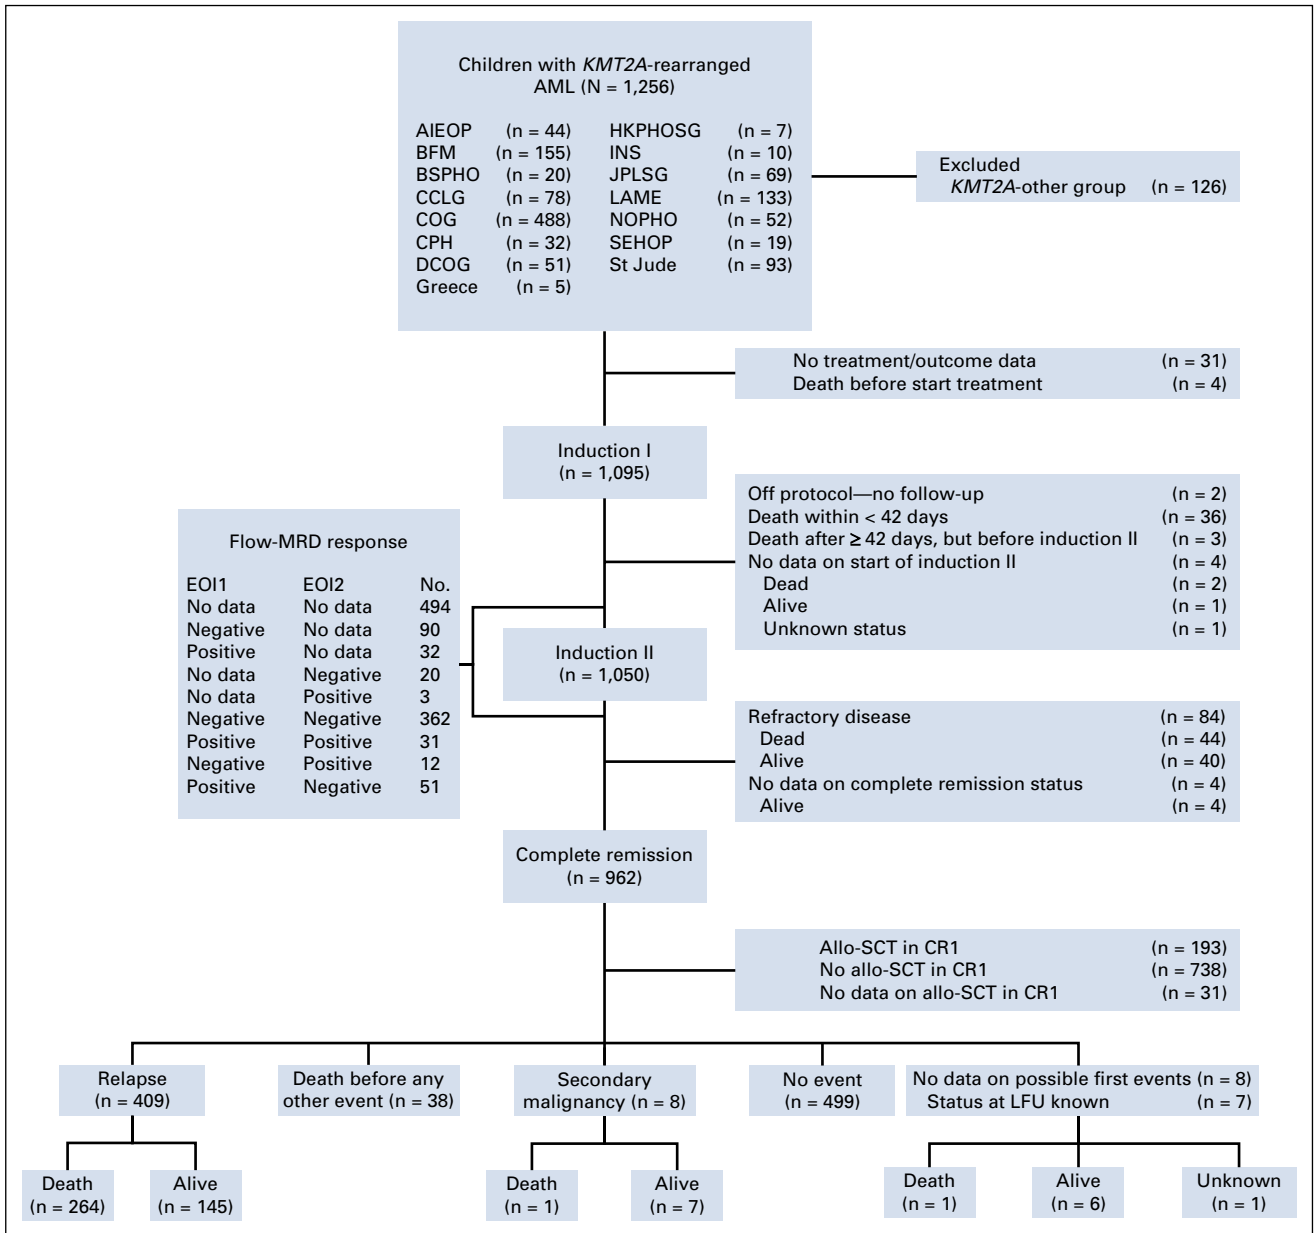 Children with KMT2A-rearranged
AML (N = 1,256)
AIEOP (n = 44) HKPHOSG (n = 7)
BFM (n = 155) INS (n = 10)
BSPHO (n = 20) JPLSG (n = 69)
CCLG (n = 78) LAME (n = 133)
COG (n = 488) NOPHO (n = 52)
CPH (n = 32) SEHOP (n = 19)
DCOG (n = 51) St Jude (n = 93)
Greece (n = 5)
Excluded
KMT2A-other group (n = 126)
No treatment/outcome data (n = 31)
Death before start treatment (n = 4)
Induction I
(n = 1,095)
Off protocol—no follow-up (n = 2)
Death within < 42 days (n = 36)
Death after ≥ 42 days, but before induction II (n = 3)
No data on start of induction II (n = 4)
Dead (n = 2)
Alive (n = 1)
Unknown status (n = 1)
Flow-MRD response
EOI1 EOI2 No.
No data No data 494
Negative No data 90
Positive No data 32
No data Negative 20
No data Positive 3
Negative Negative 362
Positive Positive 31
Negative Positive 12
Positive Negative 51
Induction II
(n = 1,050)
Refractory disease (n = 84)
Dead (n = 44)
Alive (n = 40)
No data on complete remission status (n = 4)
Alive (n = 4)
Complete remission
(n = 962)
Allo-SCT in CR1 (n = 193)
No allo-SCT in CR1 (n = 738)
No data on allo-SCT in CR1 (n = 31)
Relapse
(n = 409)
Death before any
other event (n = 38)
Secondary
malignancy (n = 8)
No event
(n = 499)
No data on possible first events (n = 8)
Status at LFU known (n = 7)
Death
(n = 264)
Alive
(n = 145)
Death
(n = 1)
Alive
(n = 7)
Death
(n = 1)
Alive
(n = 6)
Unknown
(n = 1)